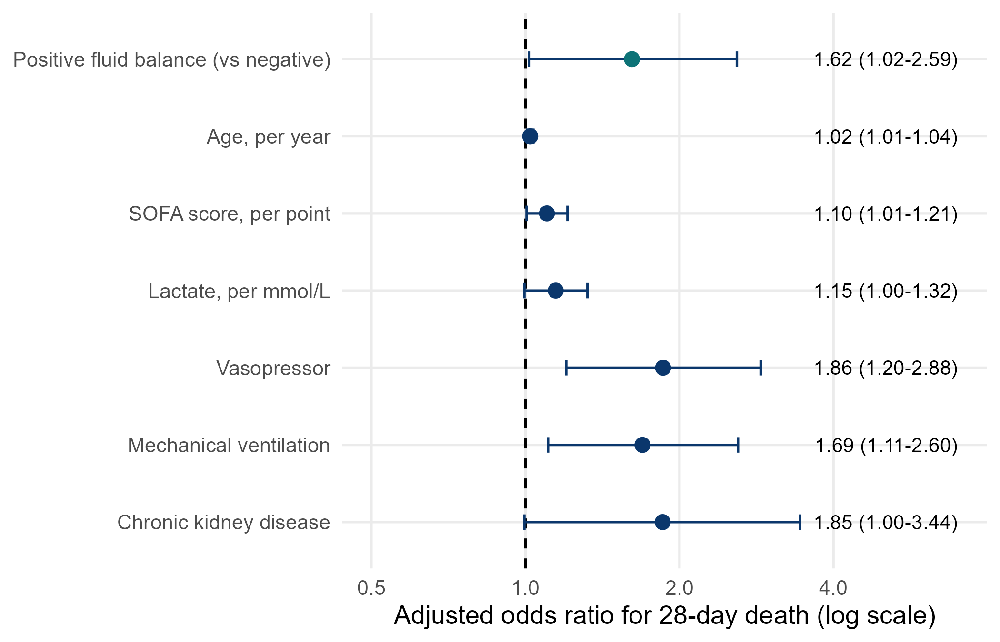 Positive fluid balance (vs negative) 1.62 (1.02-2.59)
Age, per year 1.02 (1.01-1.04)
SOFA score, per point 1.10 (1.01-1.21)
Lactate, per mmol/L 1.15 (1.00-1.32)
Vasopressor 1.86 (1.20-2.88)
Mechanical ventilation 1.69 (1.11-2.60)
Chronic kidney disease 1.85 (1.00-3.44)
0.5 1.0 2.0 4.0
Adjusted odds ratio for 28-day death (log scale)